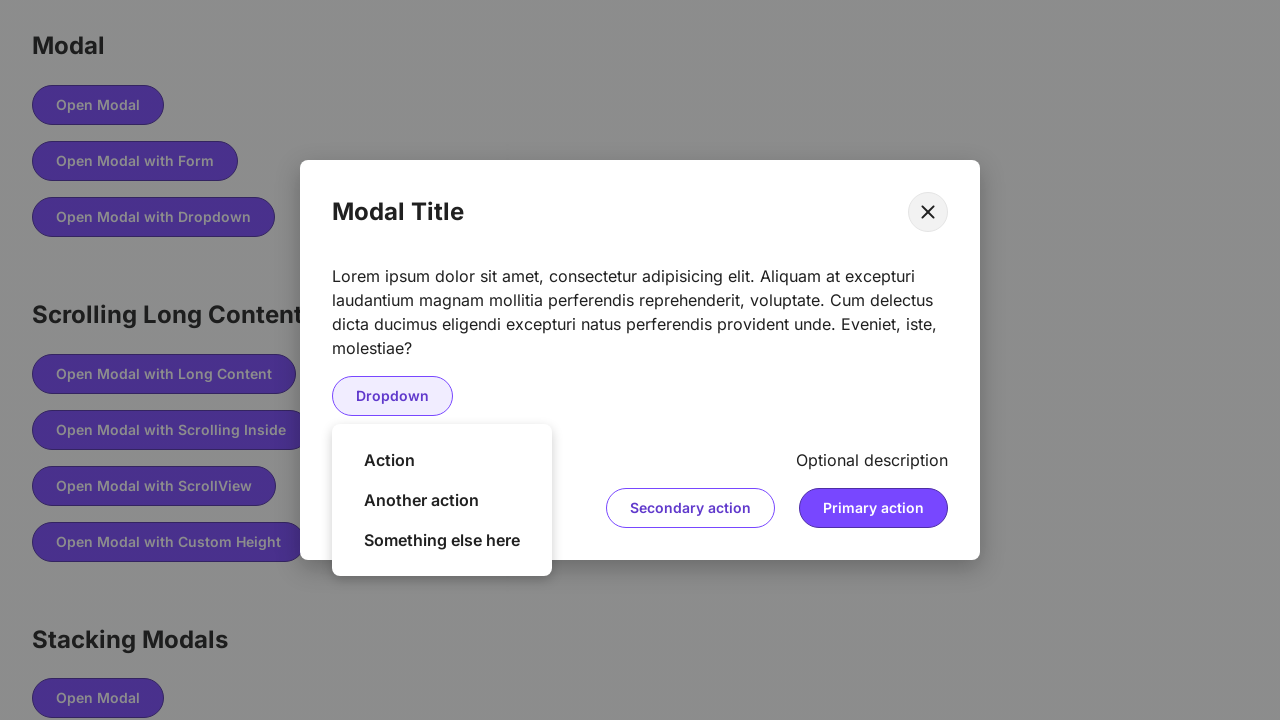 Modal
Open Modal
Open Modal with Form
Open Modal with Dropdown
Scrolling Long Content
Open Modal with Long Content
Open Modal with Scrolling Inside
Open Modal with ScrollView
Open Modal with Custom Height
Stacking Modals
Open Modal
Modal Title
Lorem ipsum dolor sit amet, consectetur adipisicing elit. Aliquam at excepturi
laudantium magnam mollitia perferendis reprehenderit, voluptate. Cum delectus
dicta ducimus eligendi excepturi natus perferendis provident unde. Eveniet, iste,
molestiae?
Dropdown
Action
Another action
Something else here
Optional description
Secondary action
Primary action